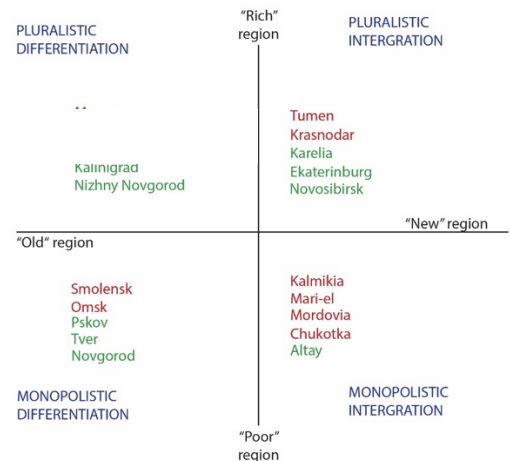 "Rich"
region
PLURALISTIC
DIFFERENTIATION
PLURALISTIC
INTERGRATION
Kalinigrad
Nizhny Novgorod
Tumen
Krasnodar
Karelia
Ekaterinburg
Novosibirsk
"New" region
"Old" region
Smolensk
Omsk
Pskov
Tver
Novgorod
Kalmikia
Mari-el
Mordovia
Chukotka
Altay
MONOPOLISTIC
DIFFERENTIATION
MONOPOLISTIC
INTERGRATION
"Poor"
region